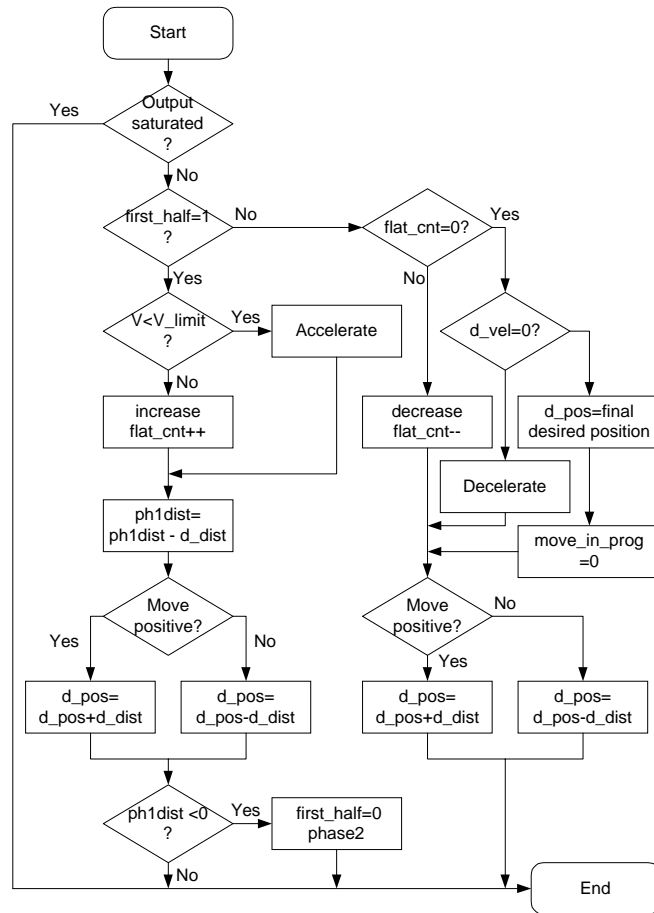 Start
Output
saturated
?
Yes
No
first_half=1
?
No
Yes
flat_cnt=0?
Yes
No
V<V_limit
?
Yes
No
Accelerate
d_vel=0?
increase
flat_cnt++
decrease
flat_cnt--
d_pos=final
desired position
Decelerate
ph1dist=
ph1dist - d_dist
move_in_prog
=0
Move
positive?
Yes
No
Move
positive?
No
Yes
d_pos=
d_pos+d_dist
d_pos=
d_pos-d_dist
d_pos=
d_pos+d_dist
d_pos=
d_pos-d_dist
ph1dist <0
?
Yes
No
first_half=0
phase2
End